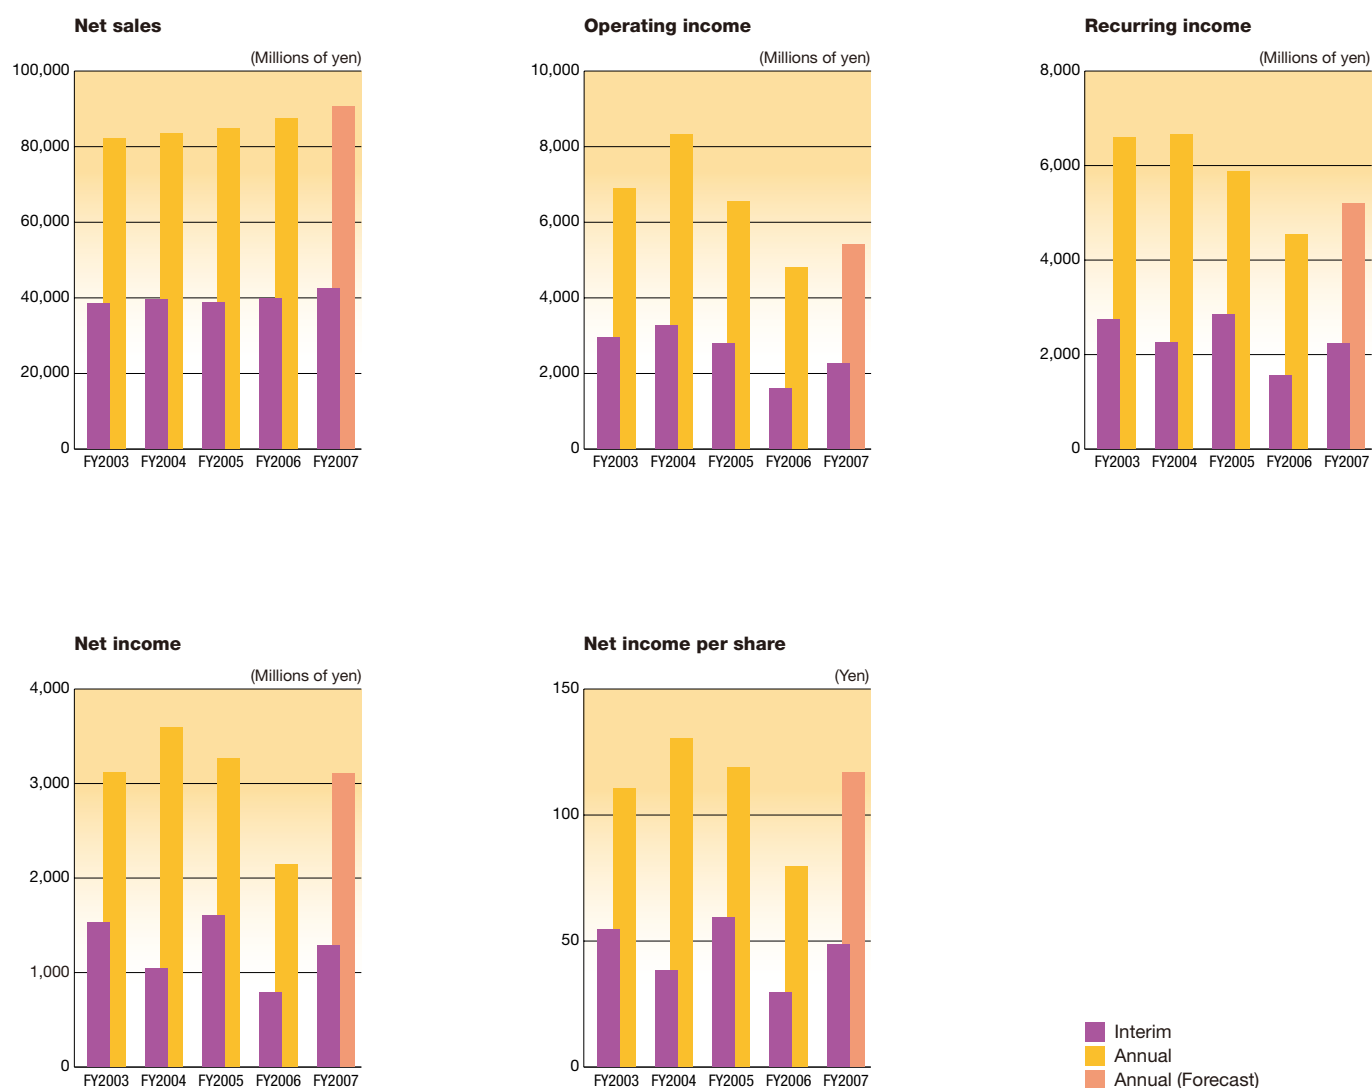 Net sales
(Millions of yen)
100,000
80,000
60,000
40,000
20,000
0
FY2003 FY2004 FY2005 FY2006 FY2007
Operating income
(Millions of yen)
10,000
8,000
6,000
4,000
2,000
0
FY2003 FY2004 FY2005 FY2006 FY2007
Recurring income
(Millions of yen)
8,000
6,000
4,000
2,000
0
FY2003 FY2004 FY2005 FY2006 FY2007
Net income
(Millions of yen)
4,000
3,000
2,000
1,000
0
FY2003 FY2004 FY2005 FY2006 FY2007
Net income per share
(Yen)
150
100
50
0
FY2003 FY2004 FY2005 FY2006 FY2007
Interim
Annual
Annual (Forecast)